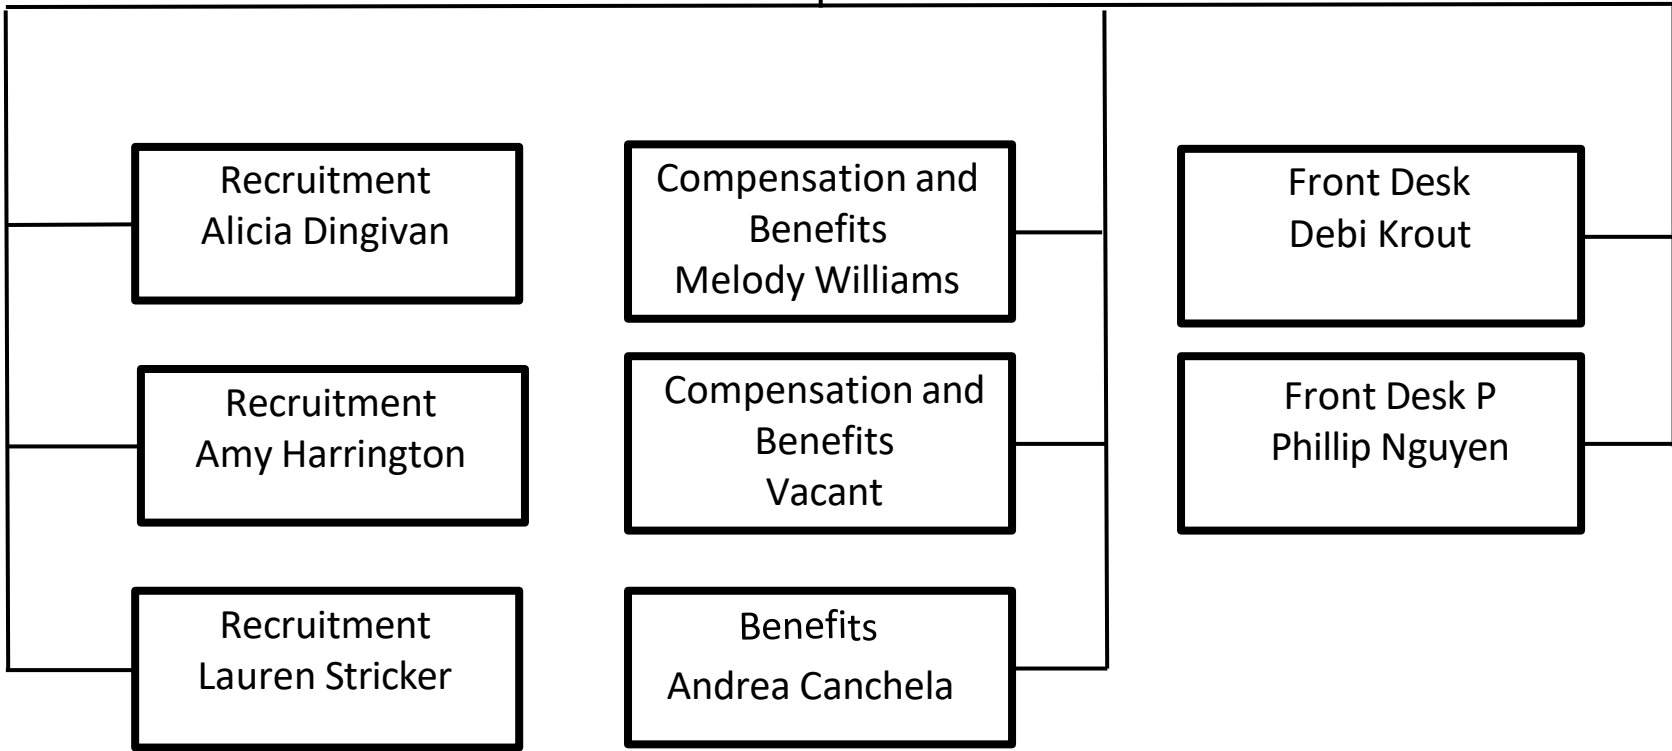 Recruitment
Alicia Dingivan
Compensation and
Benefits
Melody Williams
Front Desk
Debi Krout
Recruitment
Amy Harrington
Compensation and
Benefits
Vacant
Front Desk P
Phillip Nguyen
Recruitment
Lauren Stricker
Benefits
Andrea Canchela